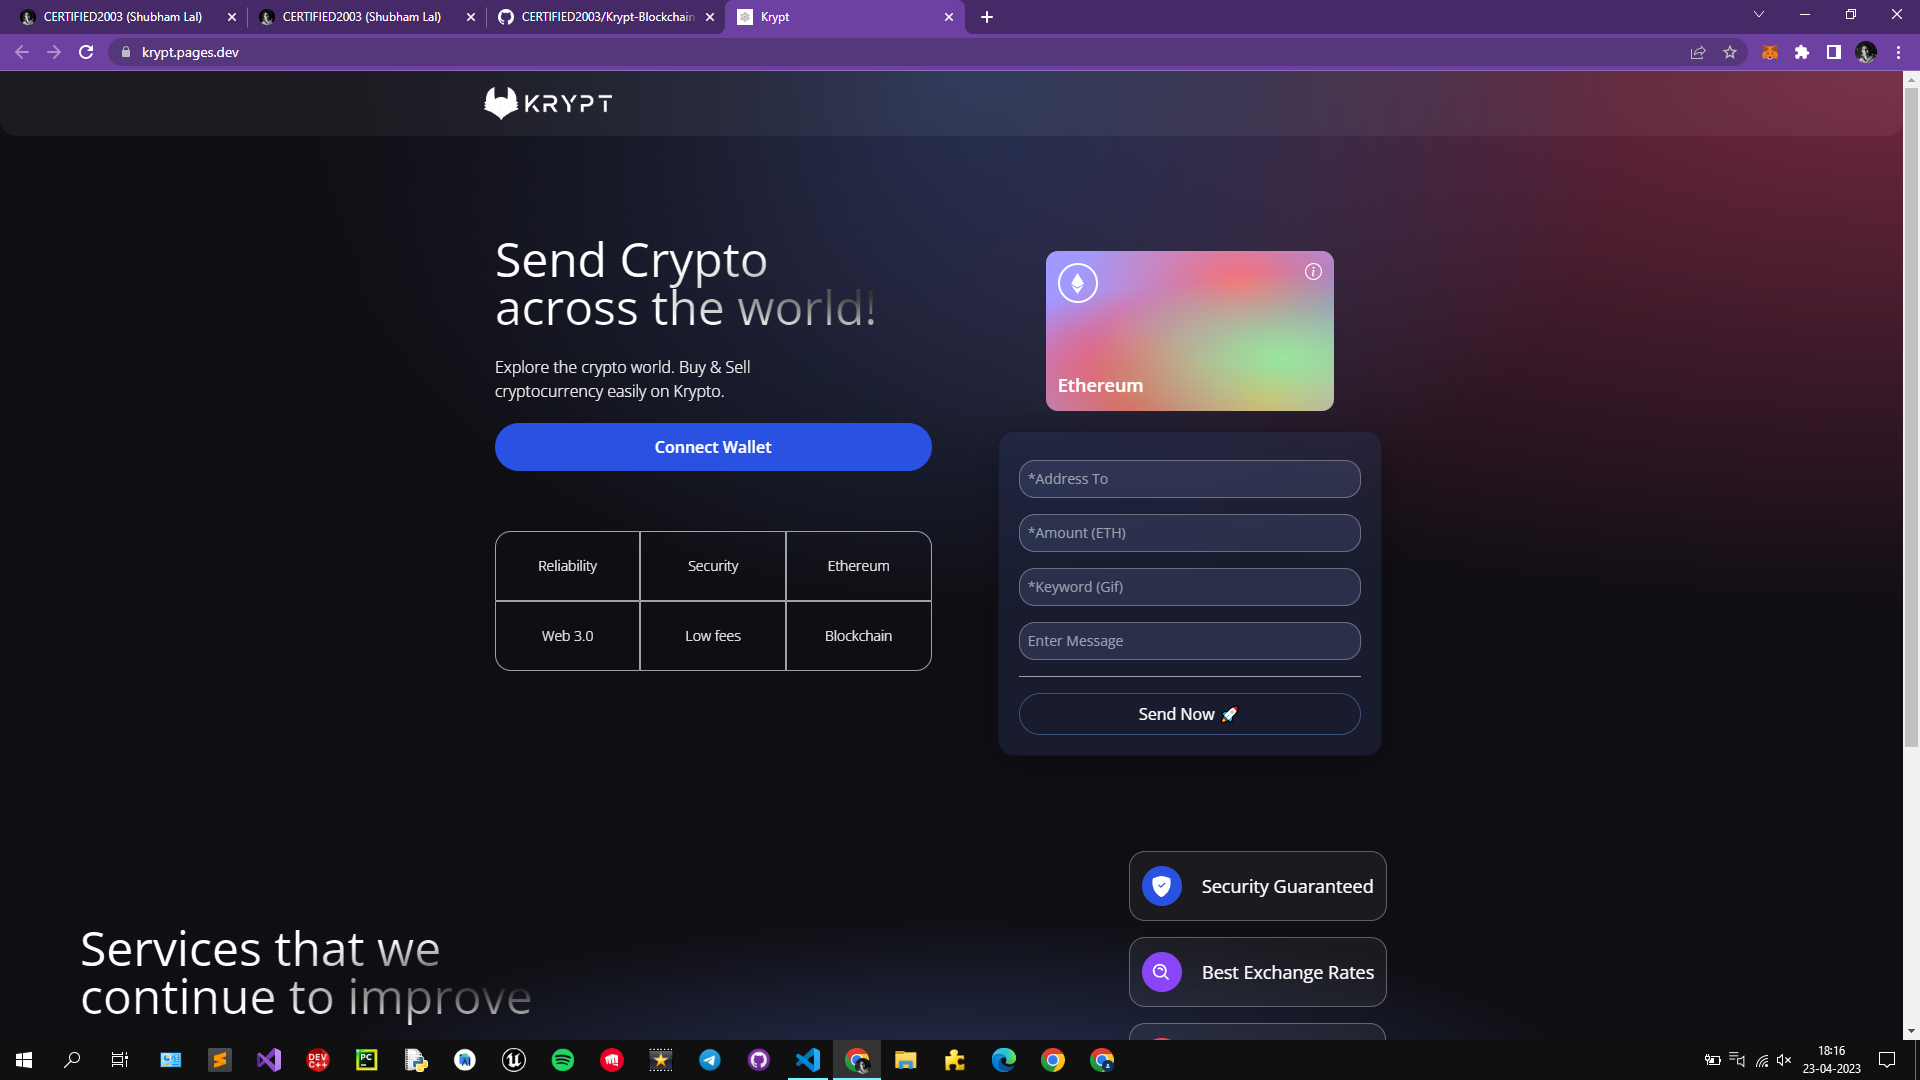 CERTIFIED2003 (Shubham Lal)
CERTIFIED2003 (Shubham Lal)
CERTIFIED2003/Krypt-Blockchain
Krypt
krypt.pages.dev
KRYPT
Send Crypto
across the world!
Explore the crypto world. Buy & Sell
cryptocurrency easily on Krypto.
Connect Wallet
Reliability
Security
Ethereum
Web 3.0
Low fees
Blockchain
Ethereum
*Address To
*Amount (ETH)
*Keyword (Gif)
Enter Message
Send Now 🚀
Services that we
continue to improve
Security Guaranteed
Best Exchange Rates
DEV
C++
PC
18:16
23-04-2023